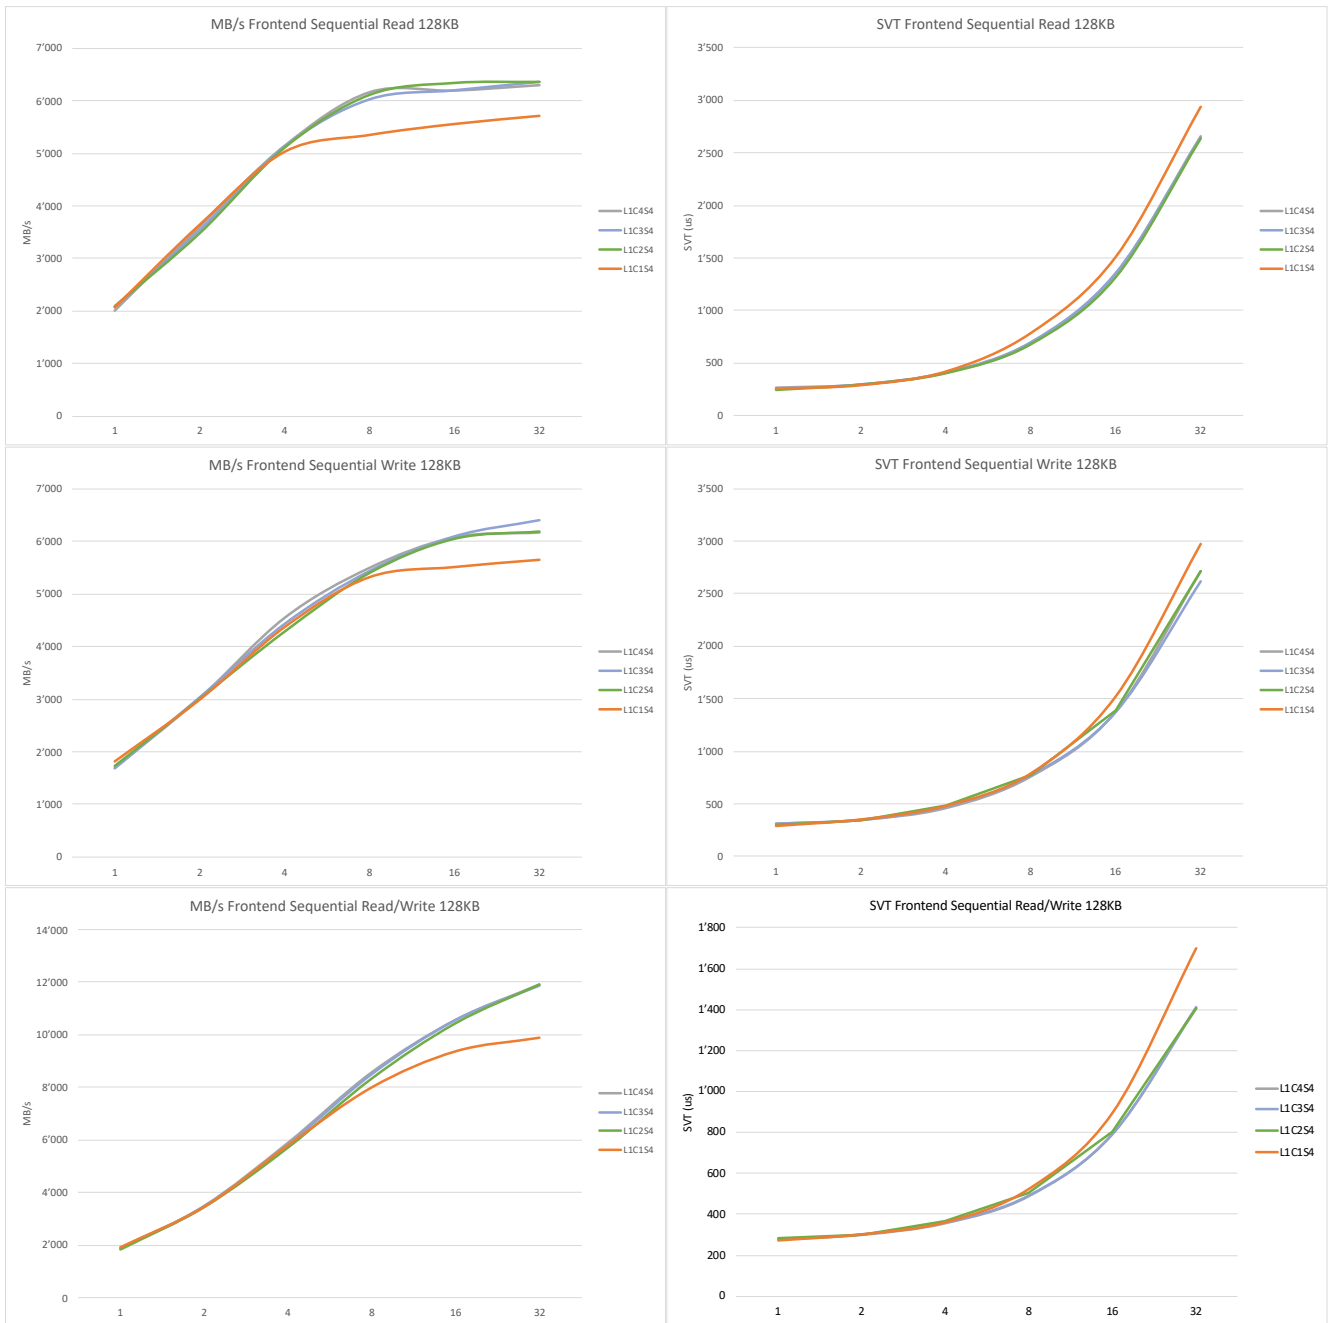 MB/s Frontend Sequential Read 128KB
7’000
6’000
5’000
4’000
3’000
2’000
1’000
0
MB/s
1 2 4 8 16 32
L1C4S4
L1C3S4
L1C2S4
L1C1S4
SVT Frontend Sequential Read 128KB
3’500
3’000
2’500
2’000
1’500
1’000
500
0
SVT (us)
1 2 4 8 16 32
L1C4S4
L1C3S4
L1C2S4
L1C1S4
MB/s Frontend Sequential Write 128KB
7’000
6’000
5’000
4’000
3’000
2’000
1’000
0
MB/s
1 2 4 8 16 32
L1C4S4
L1C3S4
L1C2S4
L1C1S4
SVT Frontend Sequential Write 128KB
3’500
3’000
2’500
2’000
1’500
1’000
500
0
SVT (us)
1 2 4 8 16 32
L1C4S4
L1C3S4
L1C2S4
L1C1S4
MB/s Frontend Sequential Read/Write 128KB
14’000
12’000
10’000
8’000
6’000
4’000
2’000
0
MB/s
1 2 4 8 16 32
L1C4S4
L1C3S4
L1C2S4
L1C1S4
SVT Frontend Sequential Read/Write 128KB
1’800
1’600
1’400
1’200
1’000
800
600
400
200
0
SVT (us)
1 2 4 8 16 32
L1C4S4
L1C3S4
L1C2S4
L1C1S4